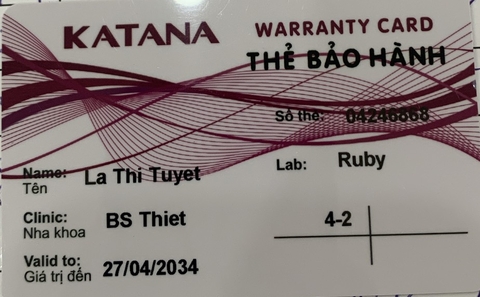 KATANA
WARRANTY CARD
THẺ BẢO HÀNH
Số thẻ: 04246868
Name: La Thi Tuyet
Tên
Lab: Ruby
Clinic: BS Thiet
Nha khoa
4-2
Valid to: 27/04/2034
Giá trị đến